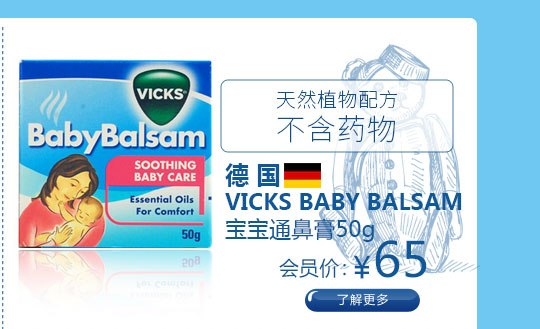 VICKS
BabyBalsam
SOOTHING
BABY CARE
Essential Oils
For Comfort
50g
天然植物配方
不含药物
德国
VICKS BABY BALSAM
宝宝通鼻膏50g
会员价:¥65
了解更多